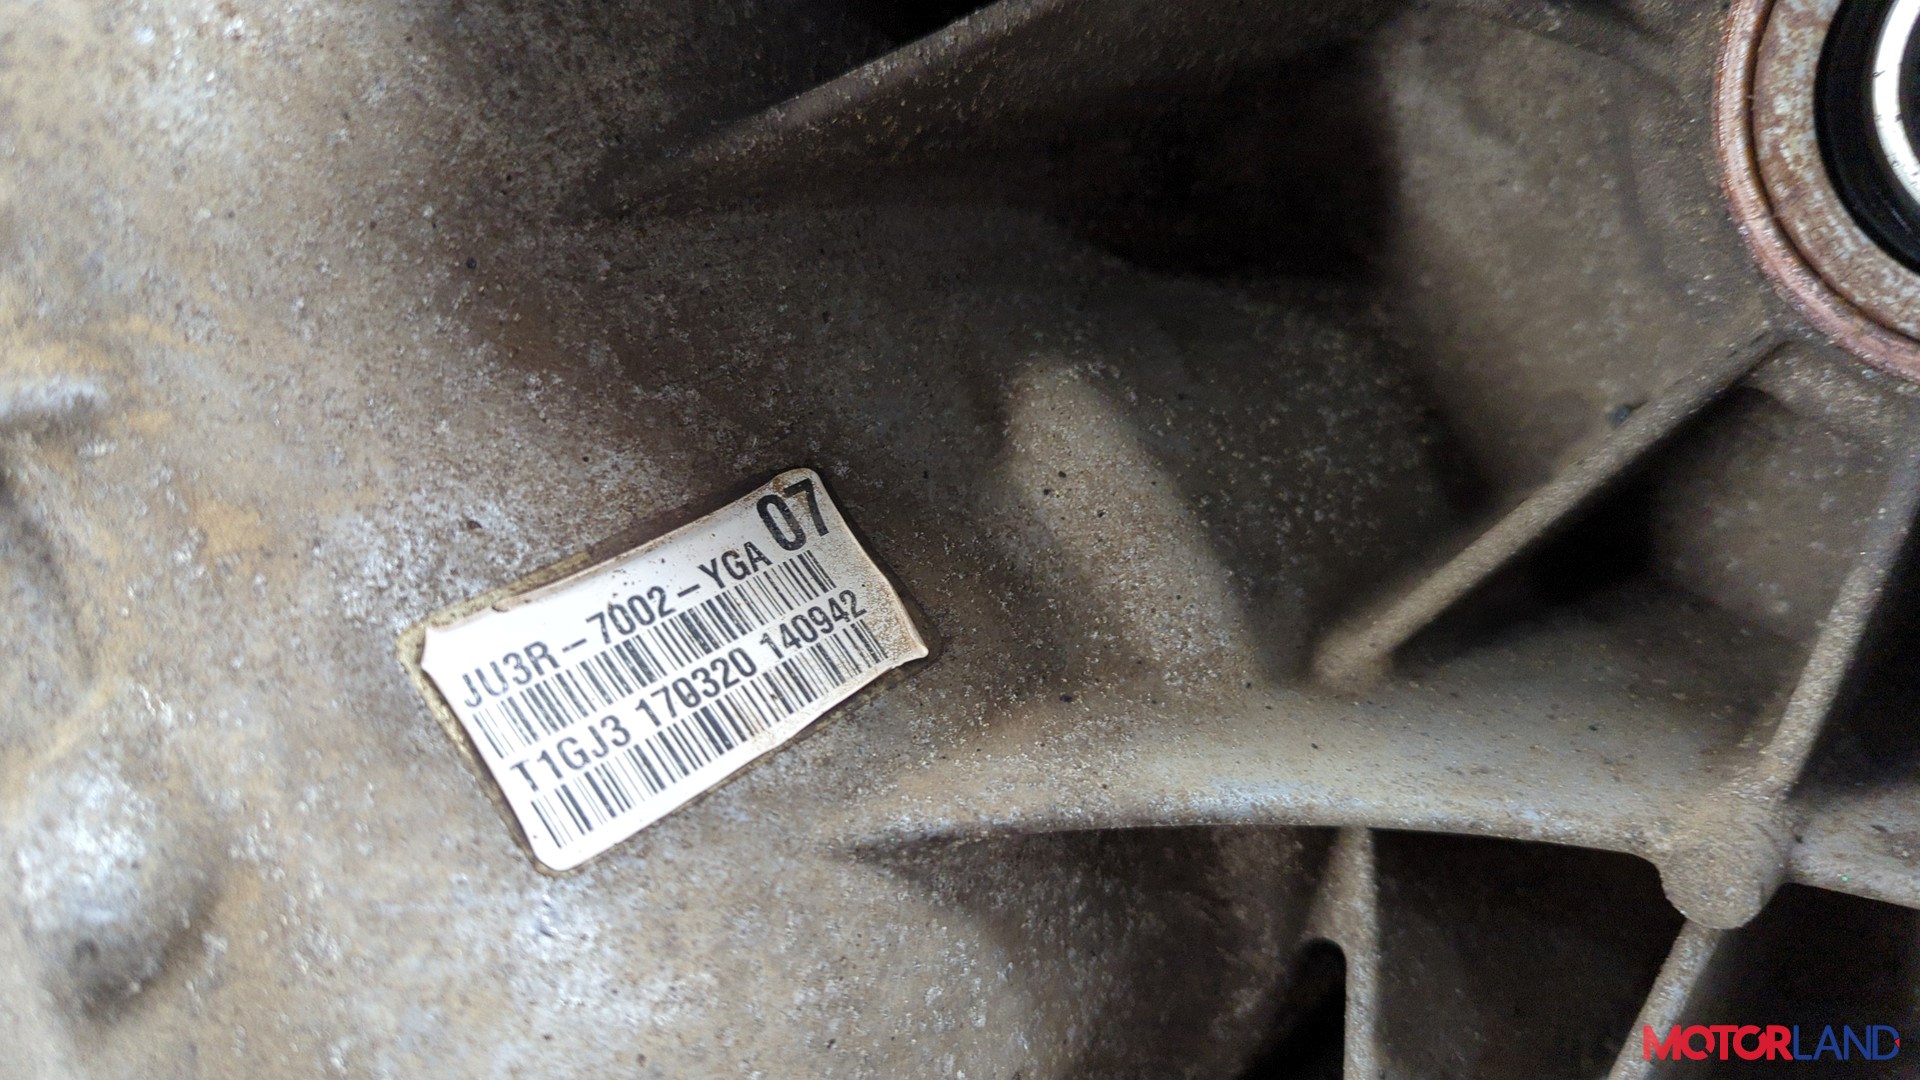 JU3R-7002-YGA 07
T1GJ3 170320 140942
MOTORLAND